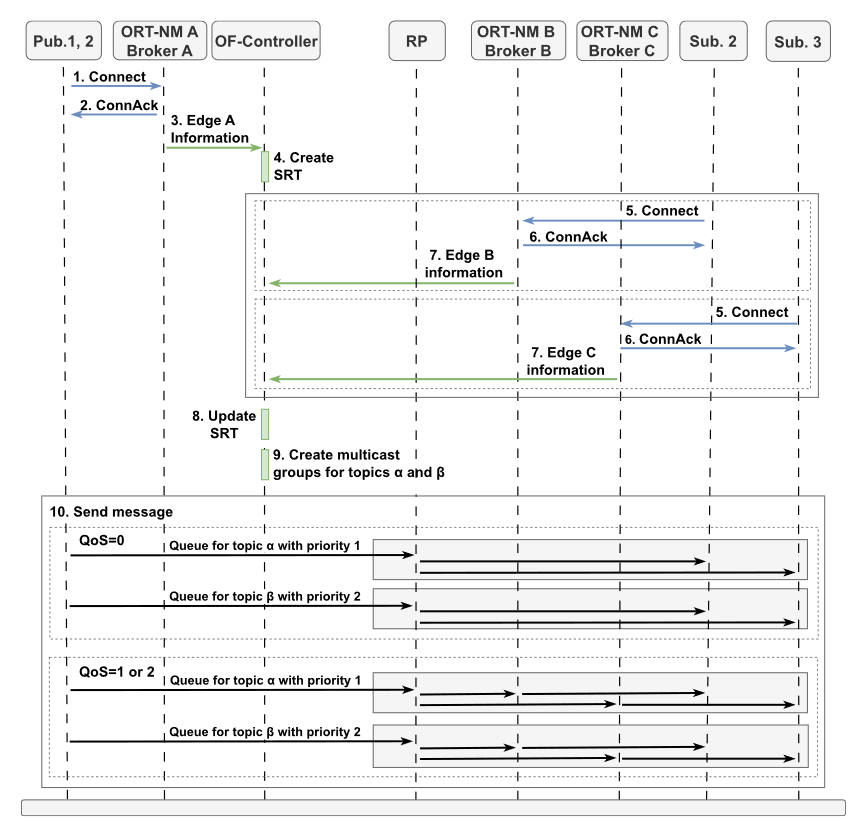 Pub.1, 2
ORT-NM A
Broker A
OF-Controller
RP
ORT-NM B
Broker B
ORT-NM C
Broker C
Sub. 2
Sub. 3
1. Connect
2. ConnAck
3. Edge A
Information
4. Create
SRT
5. Connect
6. ConnAck
7. Edge B
information
5. Connect
6. ConnAck
7. Edge C
information
8. Update
SRT
9. Create multicast
groups for topics α and β
10. Send message
QoS=0
Queue for topic α with priority 1
Queue for topic β with priority 2
QoS=1 or 2
Queue for topic α with priority 1
Queue for topic β with priority 2